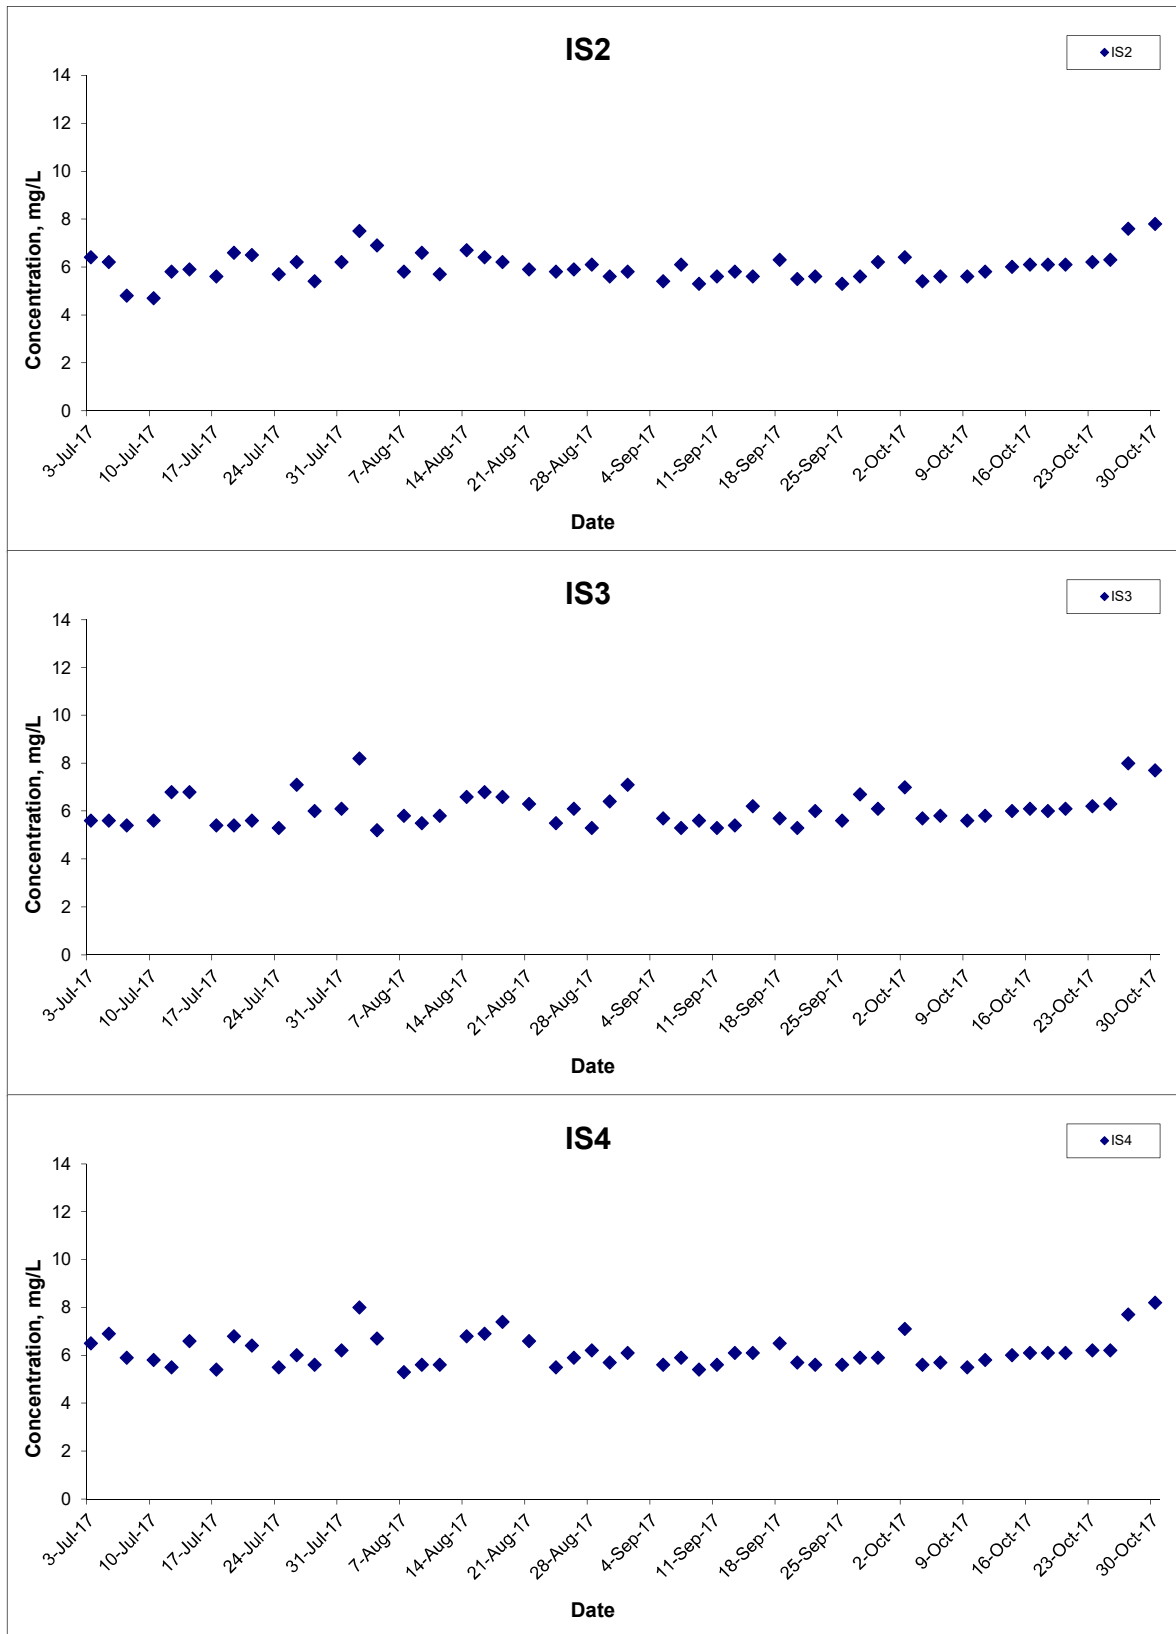 IS2
IS2
14
12
10
8
6
4
2
0
Concentration, mg/L
3-Jul-17
10-Jul-17
17-Jul-17
24-Jul-17
31-Jul-17
7-Aug-17
14-Aug-17
21-Aug-17
28-Aug-17
4-Sep-17
11-Sep-17
18-Sep-17
25-Sep-17
2-Oct-17
9-Oct-17
16-Oct-17
23-Oct-17
30-Oct-17
Date
IS3
IS3
14
12
10
8
6
4
2
0
Concentration, mg/L
3-Jul-17
10-Jul-17
17-Jul-17
24-Jul-17
31-Jul-17
7-Aug-17
14-Aug-17
21-Aug-17
28-Aug-17
4-Sep-17
11-Sep-17
18-Sep-17
25-Sep-17
2-Oct-17
9-Oct-17
16-Oct-17
23-Oct-17
30-Oct-17
Date
IS4
IS4
14
12
10
8
6
4
2
0
Concentration, mg/L
3-Jul-17
10-Jul-17
17-Jul-17
24-Jul-17
31-Jul-17
7-Aug-17
14-Aug-17
21-Aug-17
28-Aug-17
4-Sep-17
11-Sep-17
18-Sep-17
25-Sep-17
2-Oct-17
9-Oct-17
16-Oct-17
23-Oct-17
30-Oct-17
Date